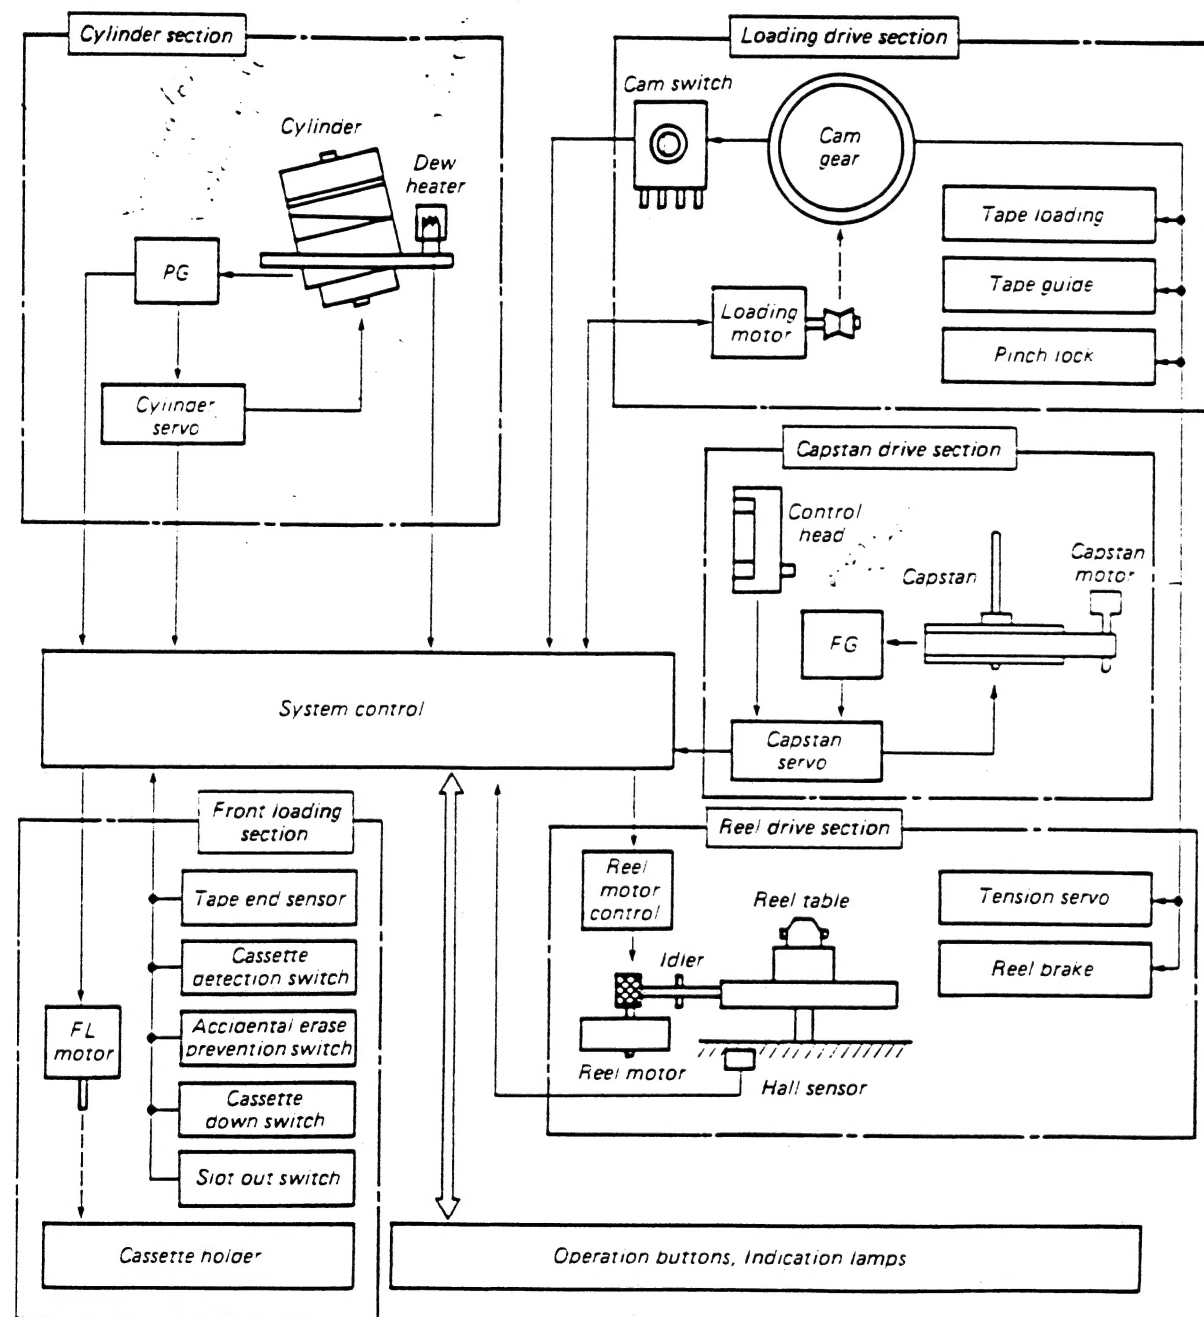 Cylinder section
Cylinder
Dew
heater
PG
Cylinder
servo
Loading drive section
Cam switch
Cam
gear
Tape loading
Tape guide
Pinch lock
Loading
motor
Capstan drive section
Control
head
Capstan
Capstan
motor
FG
Capstan
servo
System control
Front loading
section
Tape end sensor
Cassette
detection switch
Accidental erase
prevention switch
Cassette
down switch
Slot out switch
FL
motor
Cassette holder
Reel drive section
Reel
motor
control
Reel table
Idler
Reel motor
Hall sensor
Tension servo
Reel brake
Operation buttons, Indication lamps